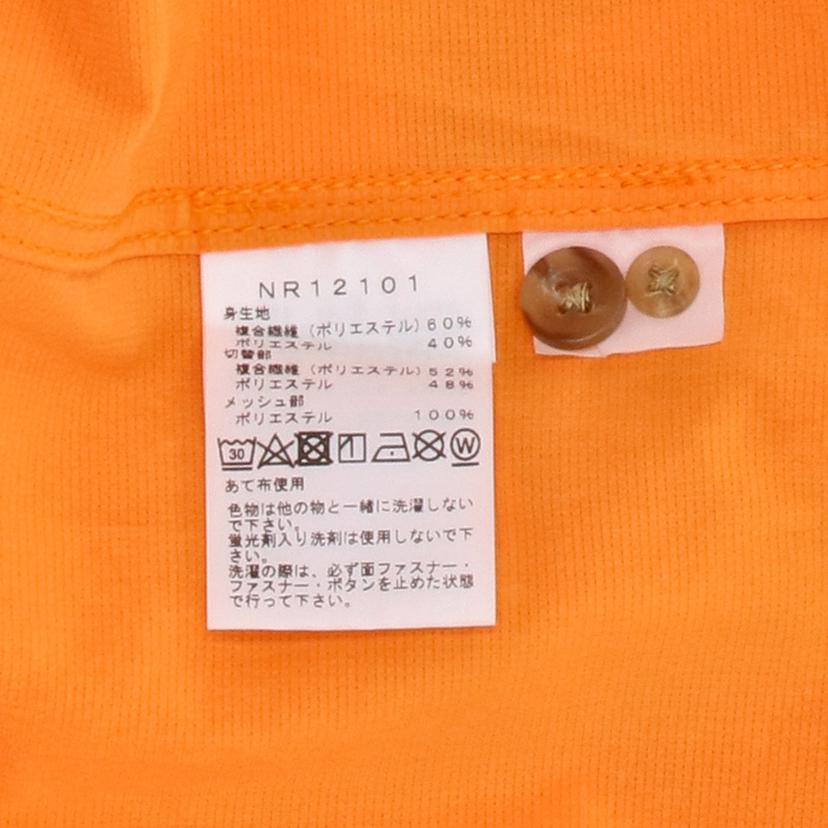 NR12101
身生地
複合繊維（ポリエステル）60%
ポリエステル 40%
切替部
複合繊維（ポリエステル）52%
ポリエステル 48%
メッシュ部
ポリエステル 100%
30 W
あて布使用
色物は他の物と一緒に洗濯しない
で下さい。
蛍光剤入り洗剤は使用しないで下
さい。
洗濯の際は、必ず面ファスナー・
ファスナー・ボタンを止めた状態
で行って下さい。